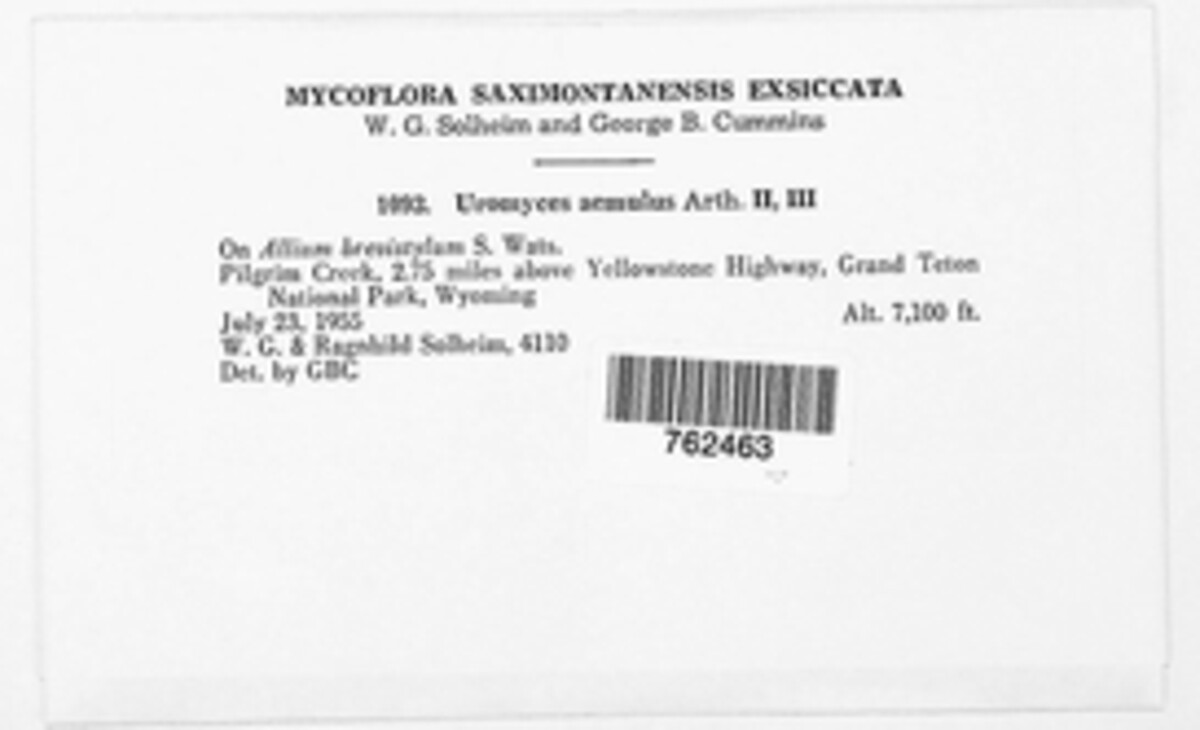 MYCOFLORA SAXIMONTANENSIS EXSICCATA
W. G. Solheim and George B. Cummins
1093. Uromyces aemulus Arth. II, III
On Allium brevistylum S. Wats.
Pilgrim Creek, 2.75 miles above Yellowstone Highway, Grand Teton
National Park, Wyoming
Alt. 7,100 ft.
July 23, 1955
W. G. & Ragnhild Solheim, 4110
Det. by GBC
762463